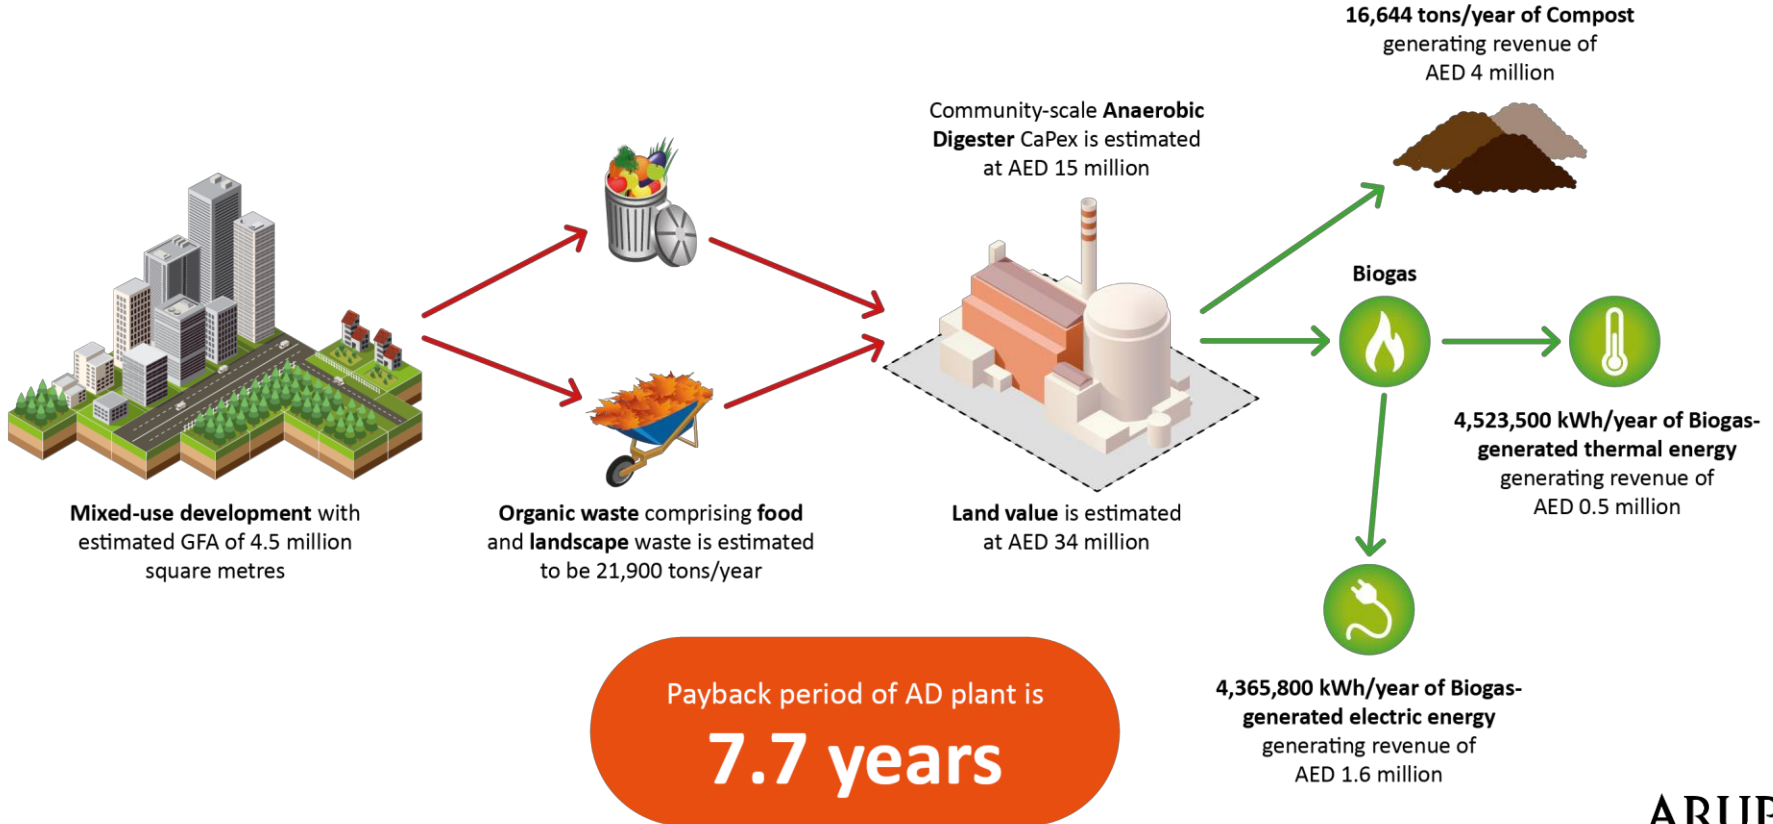 16,644 tons/year of Compost
generating revenue of
AED 4 million
Community-scale Anaerobic
Digester CaPex is estimated
at AED 15 million
Biogas
4,523,500 kWh/year of Biogas-
generated thermal energy
generating revenue of
AED 0.5 million
Mixed-use development with
estimated GFA of 4.5 million
square metres
Organic waste comprising food
and landscape waste is estimated
to be 21,900 tons/year
Land value is estimated
at AED 34 million
4,365,800 kWh/year of Biogas-
generated electric energy
generating revenue of
AED 1.6 million
Payback period of AD plant is
7.7 years
ARUP